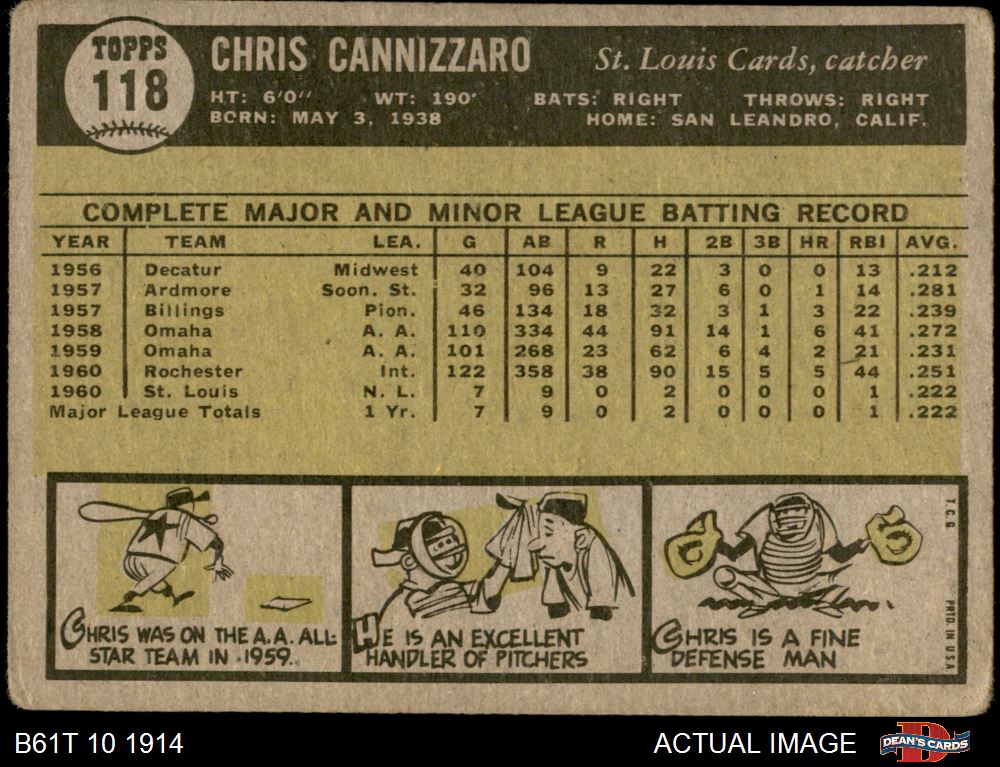 TOPPS
118
CHRIS CANNIZZARO
St. Louis Cards, catcher
HT: 6'0" WT: 190 BATS: RIGHT THROWS: RIGHT
BORN: MAY 3, 1938 HOME: SAN LEANDRO, CALIF.
COMPLETE MAJOR AND MINOR LEAGUE BATTING RECORD
YEAR TEAM LEA. G AB R H 2B 3B HR RBI AVG.
1956 Decatur Midwest 40 104 9 22 3 0 0 13 .212
1957 Ardmore Soon. St. 32 96 13 27 6 0 1 14 .281
1957 Billings Pion. 46 134 18 32 3 1 3 22 .239
1958 Omaha A. A. 110 334 44 91 14 1 6 41 .272
1959 Omaha A. A. 101 268 23 62 6 4 2 21 .231
1960 Rochester Int. 122 358 38 90 15 5 5 44 .251
1960 St. Louis N. L. 7 9 0 2 0 0 0 1 .222
Major League Totals 1 Yr. 7 9 0 2 0 0 0 1 .222
CHRIS WAS ON THE A.A. ALL-
STAR TEAM IN 1959.
HE IS AN EXCELLENT
HANDLER OF PITCHERS
CHRIS IS A FINE
DEFENSE MAN
T.C.G.
PRTD. IN U.S.A.
B61T 10 1914
ACTUAL IMAGE
DEAN'S CARDS